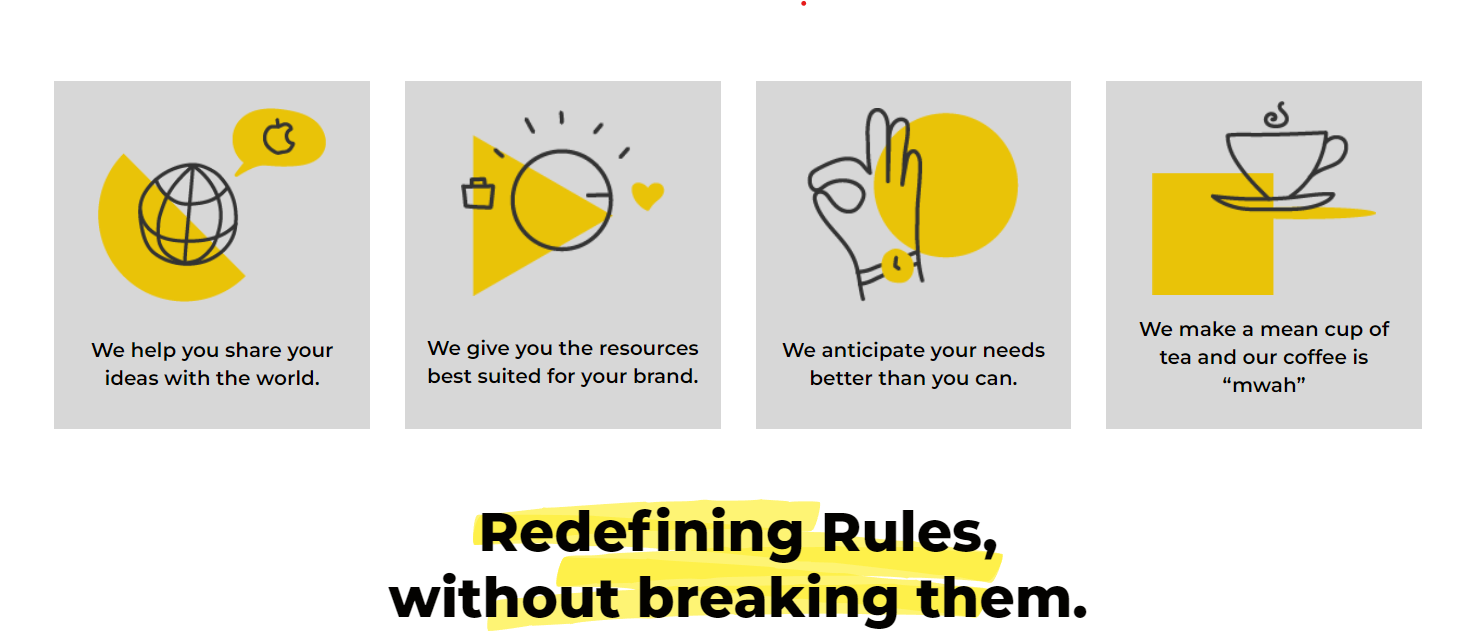 We help you share your
ideas with the world.
We give you the resources
best suited for your brand.
We anticipate your needs
better than you can.
We make a mean cup of
tea and our coffee is
“mwah”
Redefining Rules,
without breaking them.